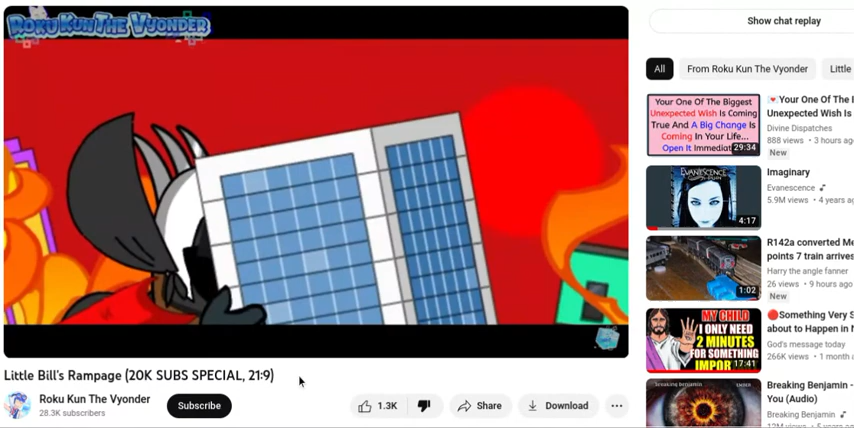 ROKU KUN THE VYONDER
Little Bill's Rampage (20K SUBS SPECIAL, 21:9)
Roku Kun The Vyonder
28.3K subscribers
Subscribe
1.3K
Share
Download
Show chat replay
All
From Roku Kun The Vyonder
Little
Your One Of The Biggest
Unexpected Wish Is Coming
True And A Big Change Is
Coming In Your Life...
Open It Immediat
29:34
💌Your One Of The
Unexpected Wish Is
Divine Dispatches
888 views • 3 hours ag
New
EVANESCENCE
4:17
Imaginary
Evanescence
5.9M views • 4 years a
1:02
R142a converted Me
points 7 train arrives
Harry the angle fanner
26 views • 9 hours ago
New
MY CHILD
I ONLY NEED
2 MINUTES
FOR SOMETHING
IMPOR
17:41
🔴Something Very S
about to Happen in
God's message today
266K views • 1 month a
BREAKING BENJAMIN
Breaking Benjamin -
You (Audio)
Breaking Benjamin